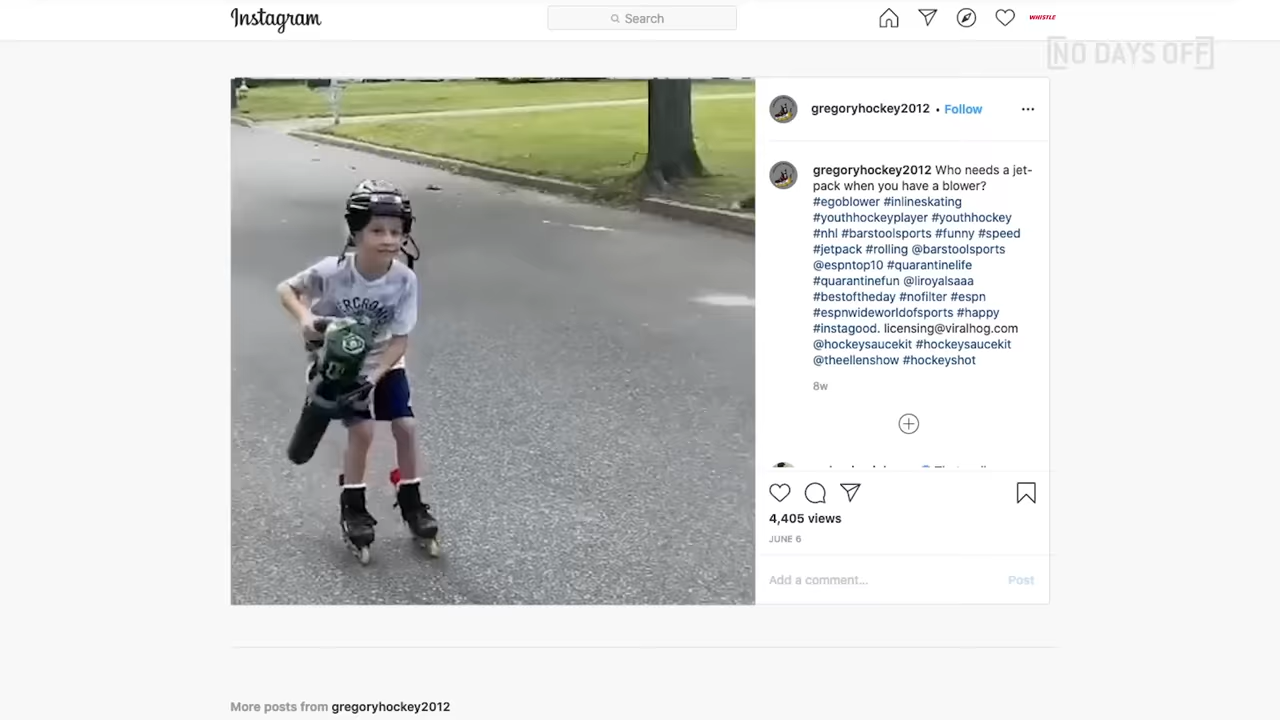 Instagram
Search
WHISTLE
[NO DAYS OFF]
gregoryhockey2012 • Follow
gregoryhockey2012 Who needs a jet-
pack when you have a blower?
#egoblower #inlineskating
#youthhockeyplayer #youthhockey
#nhl #barstoolsports #funny #speed
#jetpack #rolling @barstoolsports
@espntop10 #quarantinelife
#quarantinefun @liroyalsaaa
#bestoftheday #nofilter #espn
#espnwideworldofsports #happy
#instagood. licensing@viralhog.com
@hockeysaucekit #hockeysaucekit
@theellenshow #hockeyshot
8w
4,405 views
JUNE 6
Add a comment... Post
More posts from gregoryhockey2012